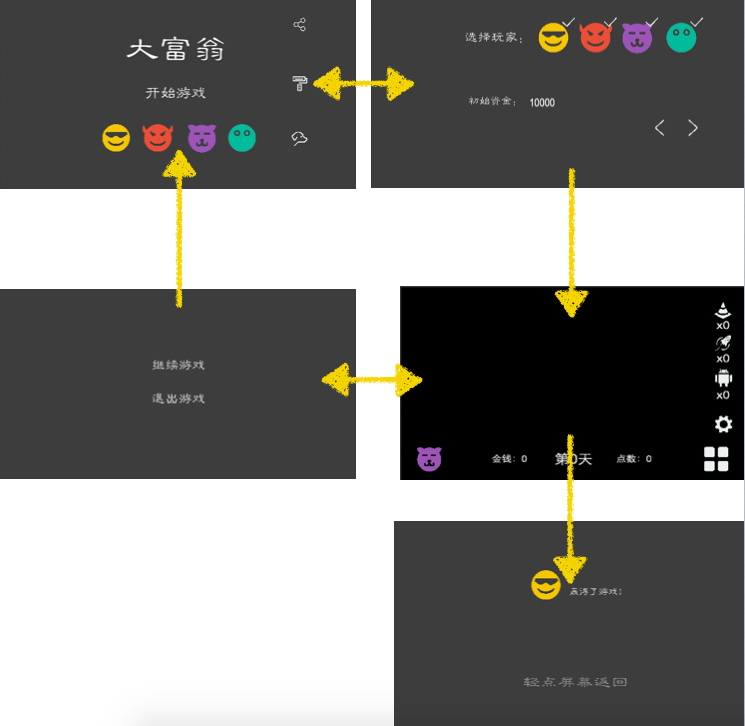 大富翁
开始游戏
选择玩家：
初始资金： 10000
继续游戏
退出游戏
x0
x0
x0
金钱：0 第0天 点数：0
赢得了游戏！
轻点屏幕返回